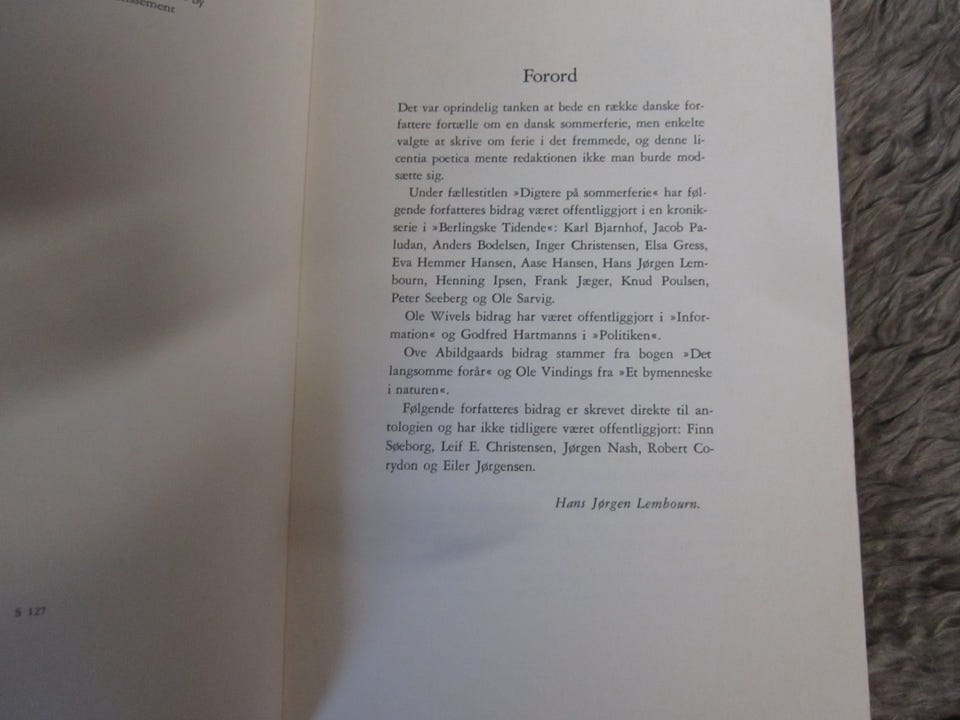 by
S 127
Forord
Det var oprindelig tanken at bede en række danske for-
fattere fortælle om en dansk sommerferie, men enkelte
valgte at skrive om ferie i det fremmede, og denne li-
centia poetica mente redaktionen ikke man burde mod-
sætte sig.
Under fællestitlen »Digtere på sommerferie« har føl-
gende forfatteres bidrag været offentliggjort i en kronik-
serie i »Berlingske Tidende«: Karl Bjarnhof, Jacob Pa-
ludan, Anders Bodelsen, Inger Christensen, Elsa Gress,
Eva Hemmer Hansen, Aase Hansen, Hans Jørgen Lem-
bourn, Henning Ipsen, Frank Jæger, Knud Poulsen,
Peter Seeberg og Ole Sarvig.
Ole Wivels bidrag har været offentliggjort i »Infor-
mation« og Godfred Hartmanns i »Politiken«.
Ove Abildgaards bidrag stammer fra bogen »Det
langsomme forår« og Ole Vindings fra »Et bymenneske
i naturen«.
Følgende forfatteres bidrag er skrevet direkte til an-
tologien og har ikke tidligere været offentliggjort: Finn
Søeborg, Leif E. Christensen, Jørgen Nash, Robert Co-
rydon og Eiler Jørgensen.
Hans Jørgen Lembourn.